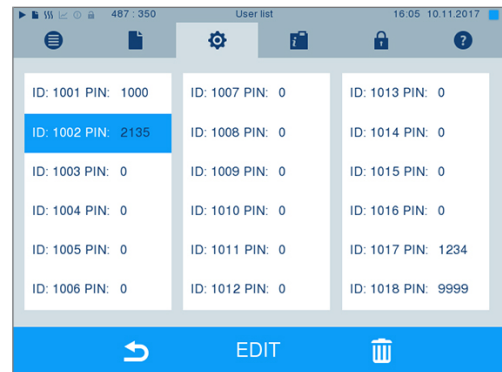 487 : 350 User list 16:05 10.11.2017
ID: 1001 PIN: 1000
ID: 1002 PIN: 2135
ID: 1003 PIN: 0
ID: 1004 PIN: 0
ID: 1005 PIN: 0
ID: 1006 PIN: 0
ID: 1007 PIN: 0
ID: 1008 PIN: 0
ID: 1009 PIN: 0
ID: 1010 PIN: 0
ID: 1011 PIN: 0
ID: 1012 PIN: 0
ID: 1013 PIN: 0
ID: 1014 PIN: 0
ID: 1015 PIN: 0
ID: 1016 PIN: 0
ID: 1017 PIN: 1234
ID: 1018 PIN: 9999
EDIT